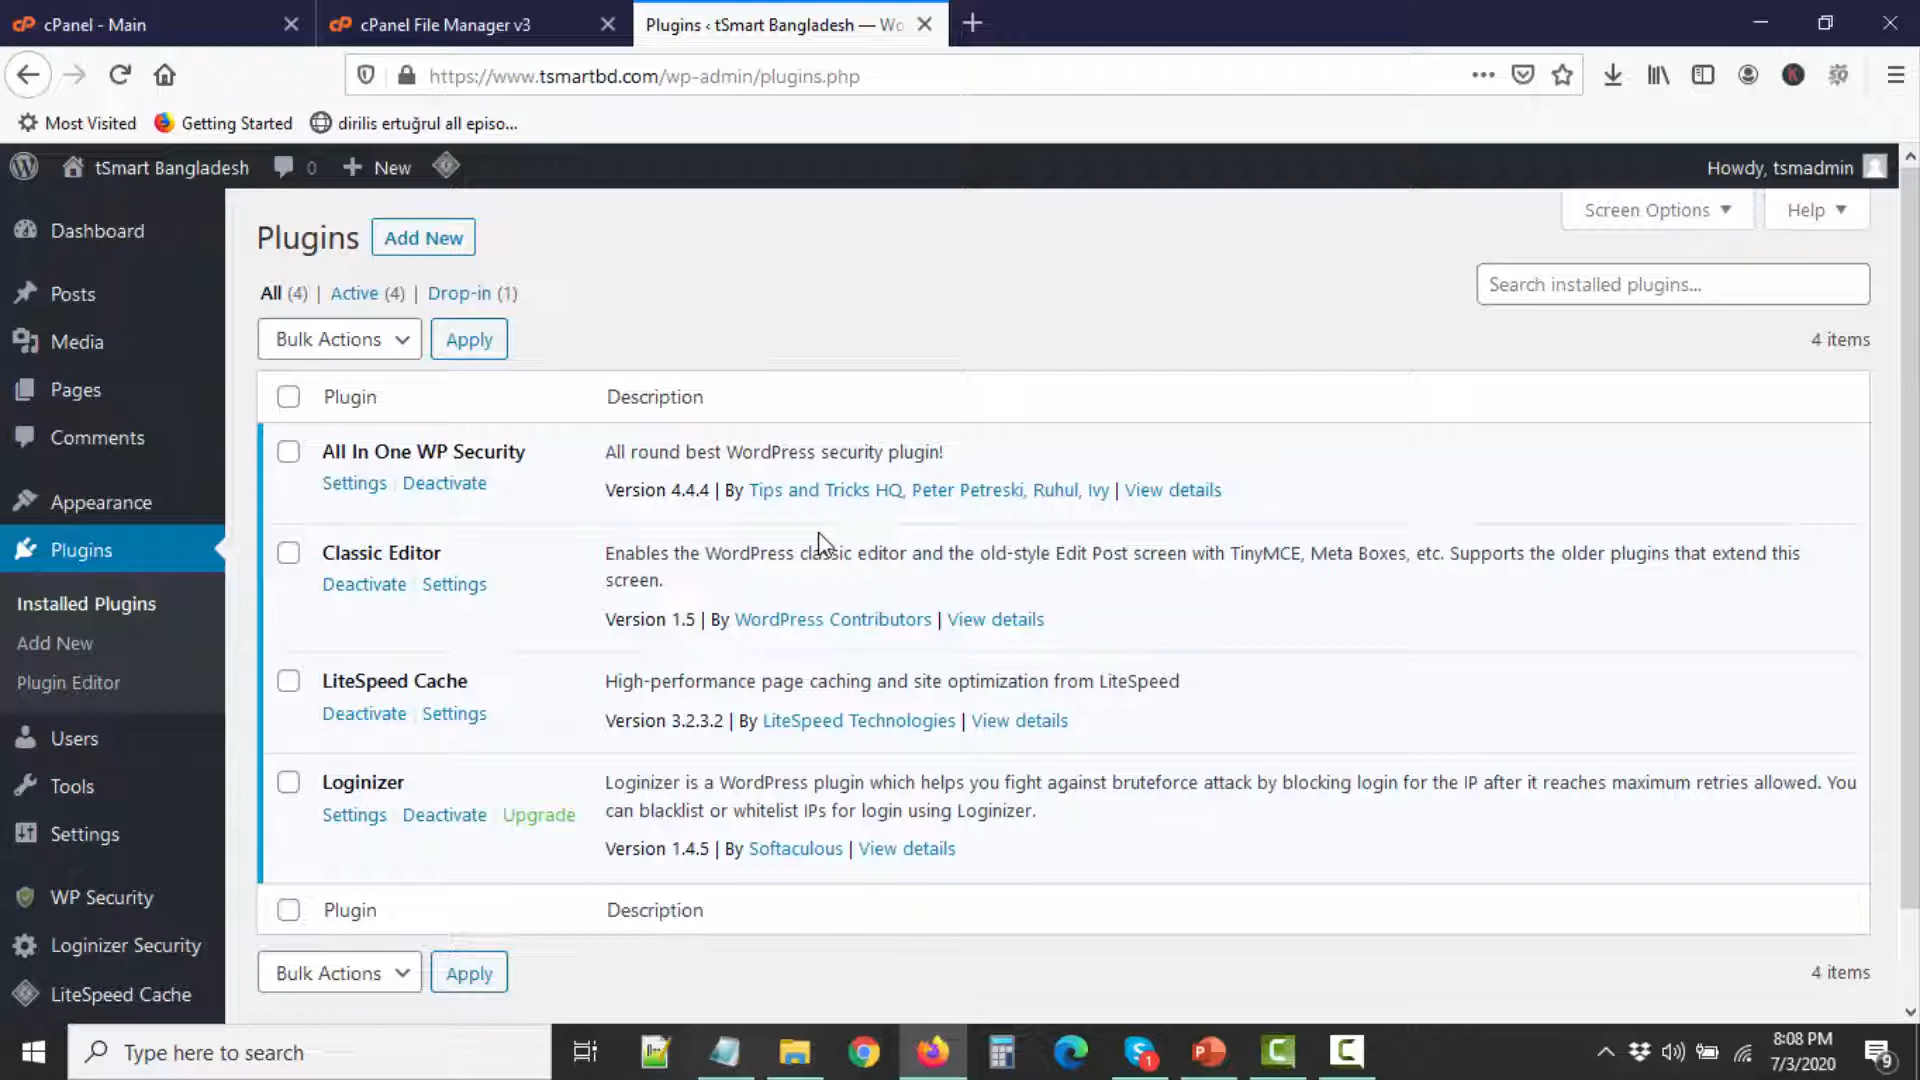 cPanel - Main
cPanel File Manager v3
Plugins ‹ tSmart Bangladesh — Wo
https://www.tsmartbd.com/wp-admin/plugins.php
Most Visited
Getting Started
dirilis ertuğrul all episo...
tSmart Bangladesh
0
New
Howdy, tsmadmin
Dashboard
Posts
Media
Pages
Comments
Appearance
Plugins
Installed Plugins
Add New
Plugin Editor
Users
Tools
Settings
WP Security
Loginizer Security
LiteSpeed Cache
Screen Options
Help
Plugins
Add New
All (4) | Active (4) | Drop-in (1)
Search installed plugins...
Bulk Actions
Apply
4 items
Plugin
Description
All In One WP Security
Settings | Deactivate
All round best WordPress security plugin!
Version 4.4.4 | By Tips and Tricks HQ, Peter Petreski, Ruhul, Ivy | View details
Classic Editor
Deactivate | Settings
Enables the WordPress classic editor and the old-style Edit Post screen with TinyMCE, Meta Boxes, etc. Supports the older plugins that extend this
screen.
Version 1.5 | By WordPress Contributors | View details
LiteSpeed Cache
Deactivate | Settings
High-performance page caching and site optimization from LiteSpeed
Version 3.2.3.2 | By LiteSpeed Technologies | View details
Loginizer
Settings | Deactivate | Upgrade
Loginizer is a WordPress plugin which helps you fight against bruteforce attack by blocking login for the IP after it reaches maximum retries allowed. You
can blacklist or whitelist IPs for login using Loginizer.
Version 1.4.5 | By Softaculous | View details
Plugin
Description
Bulk Actions
Apply
4 items
Type here to search
1
8:08 PM
7/3/2020
9